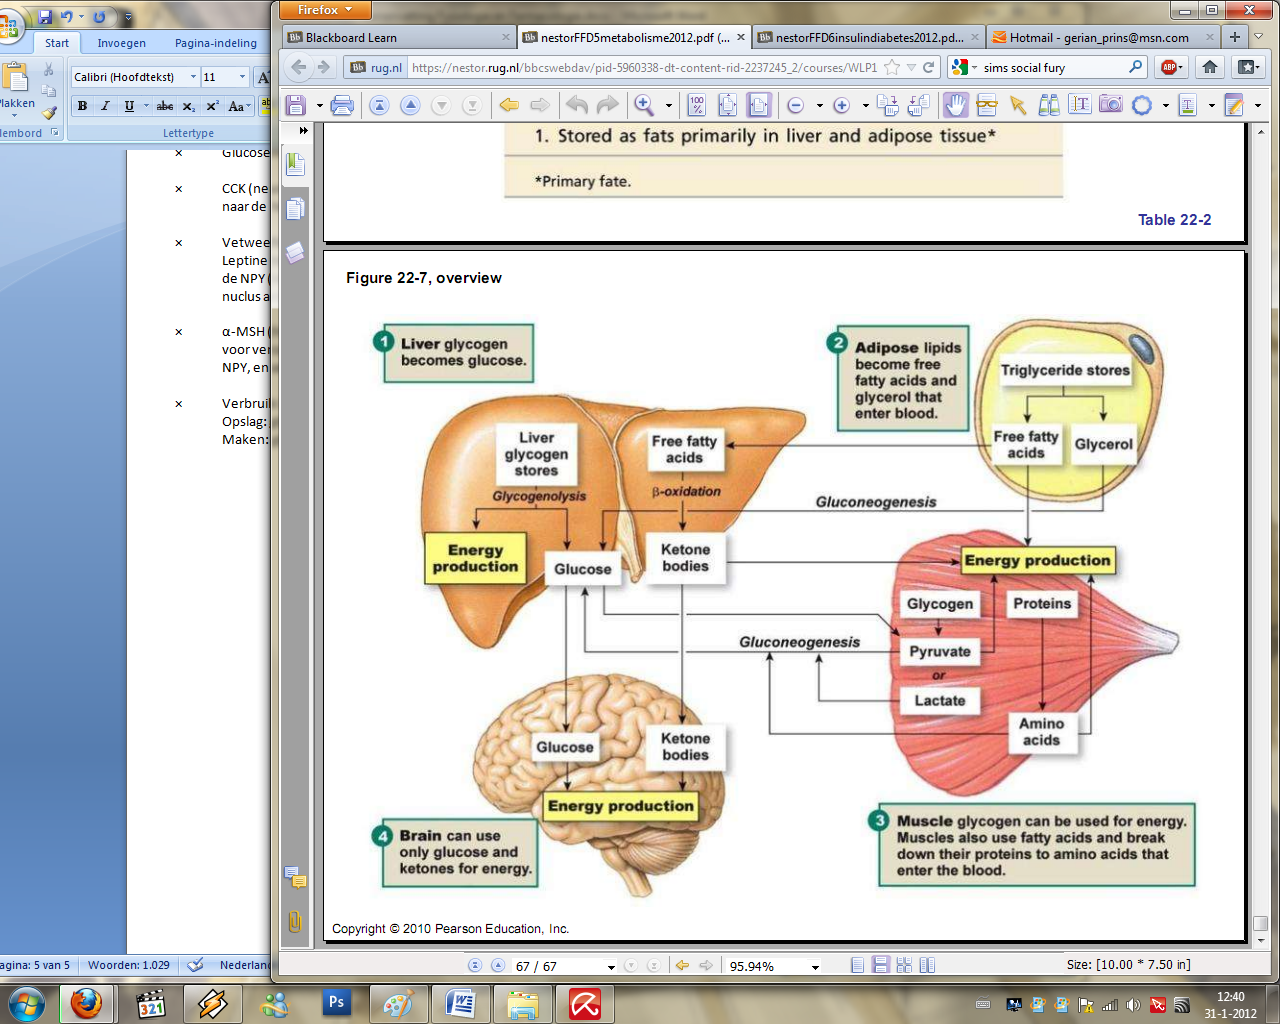 Firefox
Start
Invoegen
Pagina-indeling
Plakken
Calibri (Hoofdtekst)
11
B I U abc x₂ x² Aa
Lettertype
× Glucose
× CCK (ne
naar de
× Vetwee
Leptine
de NPY (
× α-MSH (
voor ver
NPY, en
× Verbruil
Opslag:
Maken:
Pagina: 5 van 5
Woorden: 1.029
Blackboard Learn
nestorFFD5metabolisme2012.pdf (...
nestorFFD6insulindiabetes2012.pd...
Hotmail - gerian_prins@msn.com
rug.nl
https://nestor.rug.nl/bbcswebdav/pid-5960338-dt-content-rid-2237245_2/courses/WLP1
sims social fury
ABP
1. Stored as fats primarily in liver and adipose tissue*
*Primary fate.
Table 22-2
Figure 22-7, overview
1 Liver glycogen
becomes glucose.
2 Adipose lipids
become free
fatty acids and
glycerol that
enter blood.
Triglyceride stores
Free fatty
acids
Glycerol
Liver
glycogen
stores
Glycogenolysis
Free fatty
acids
β-oxidation
Gluconeogenesis
Energy
production
Glucose
Ketone
bodies
Energy production
Glycogen
Proteins
Gluconeogenesis
Pyruvate
or
Lactate
Amino
acids
Glucose
Ketone
bodies
Energy production
4 Brain can use
only glucose and
ketones for energy.
3 Muscle glycogen can be used for energy.
Muscles also use fatty acids and break
down their proteins to amino acids that
enter the blood.
Copyright © 2010 Pearson Education, Inc.
67 / 67
95.94%
Size: [10.00 * 7.50 in]
321
Ps
12:40
31-1-2012